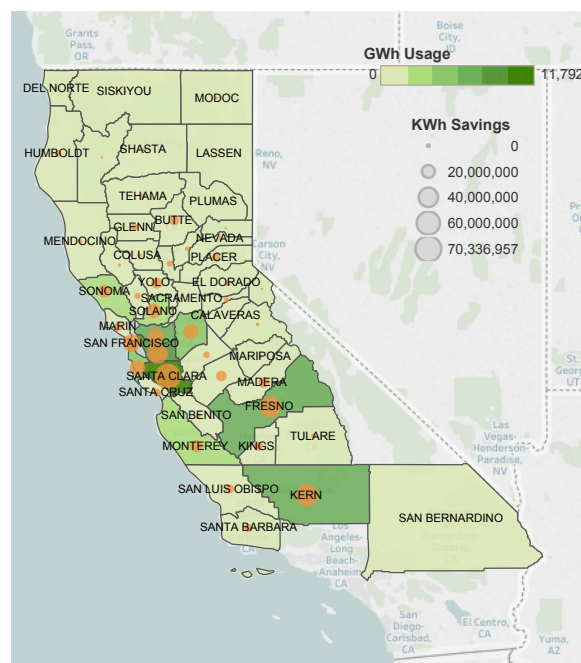 Grants
Pass,
OR
Boise
City,
ID
GWh Usage
0
11,792
KWh Savings
0
20,000,000
40,000,000
60,000,000
70,336,957
DEL NORTE
SISKIYOU
MODOC
HUMBOLDT
SHASTA
LASSEN
Reno,
NV
TEHAMA
PLUMAS
BUTTE
GLENN
MENDOCINO
NEVADA
Carson
City,
NV
COLUSA
PLACER
YOLO
EL DORADO
SONOMA
SACRAMENTO
SOLANO
CALAVERAS
MARIN
SAN FRANCISCO
MARIPOSA
SANTA CLARA
MADERA
SANTA CRUZ
FRESNO
SAN BENITO
TULARE
MONTEREY
KINGS
St.
Georg
UT
Las
Vegas-
Henderson-
Paradise,
NV
SAN LUIS OBISPO
KERN
SAN BERNARDINO
SANTA BARBARA
CA
Los
Angeles-
Long
Beach-
Anaheim
CA
San
Diego-
Carlsbad,
CA
El Centro,
CA
Yuma,
AZ